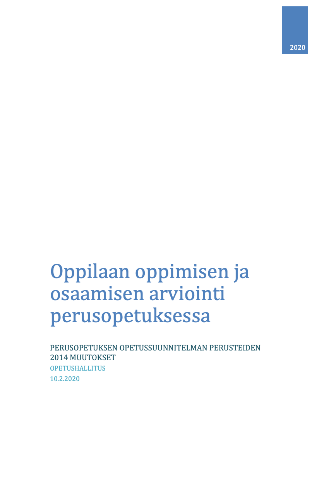 2020
Oppilaan oppimisen ja
osaamisen arviointi
perusopetuksessa
PERUSOPETUKSEN OPETUSSUUNNITELMAN PERUSTEIDEN
2014 MUUTOKSET
OPETUSHALLITUS
10.2.2020